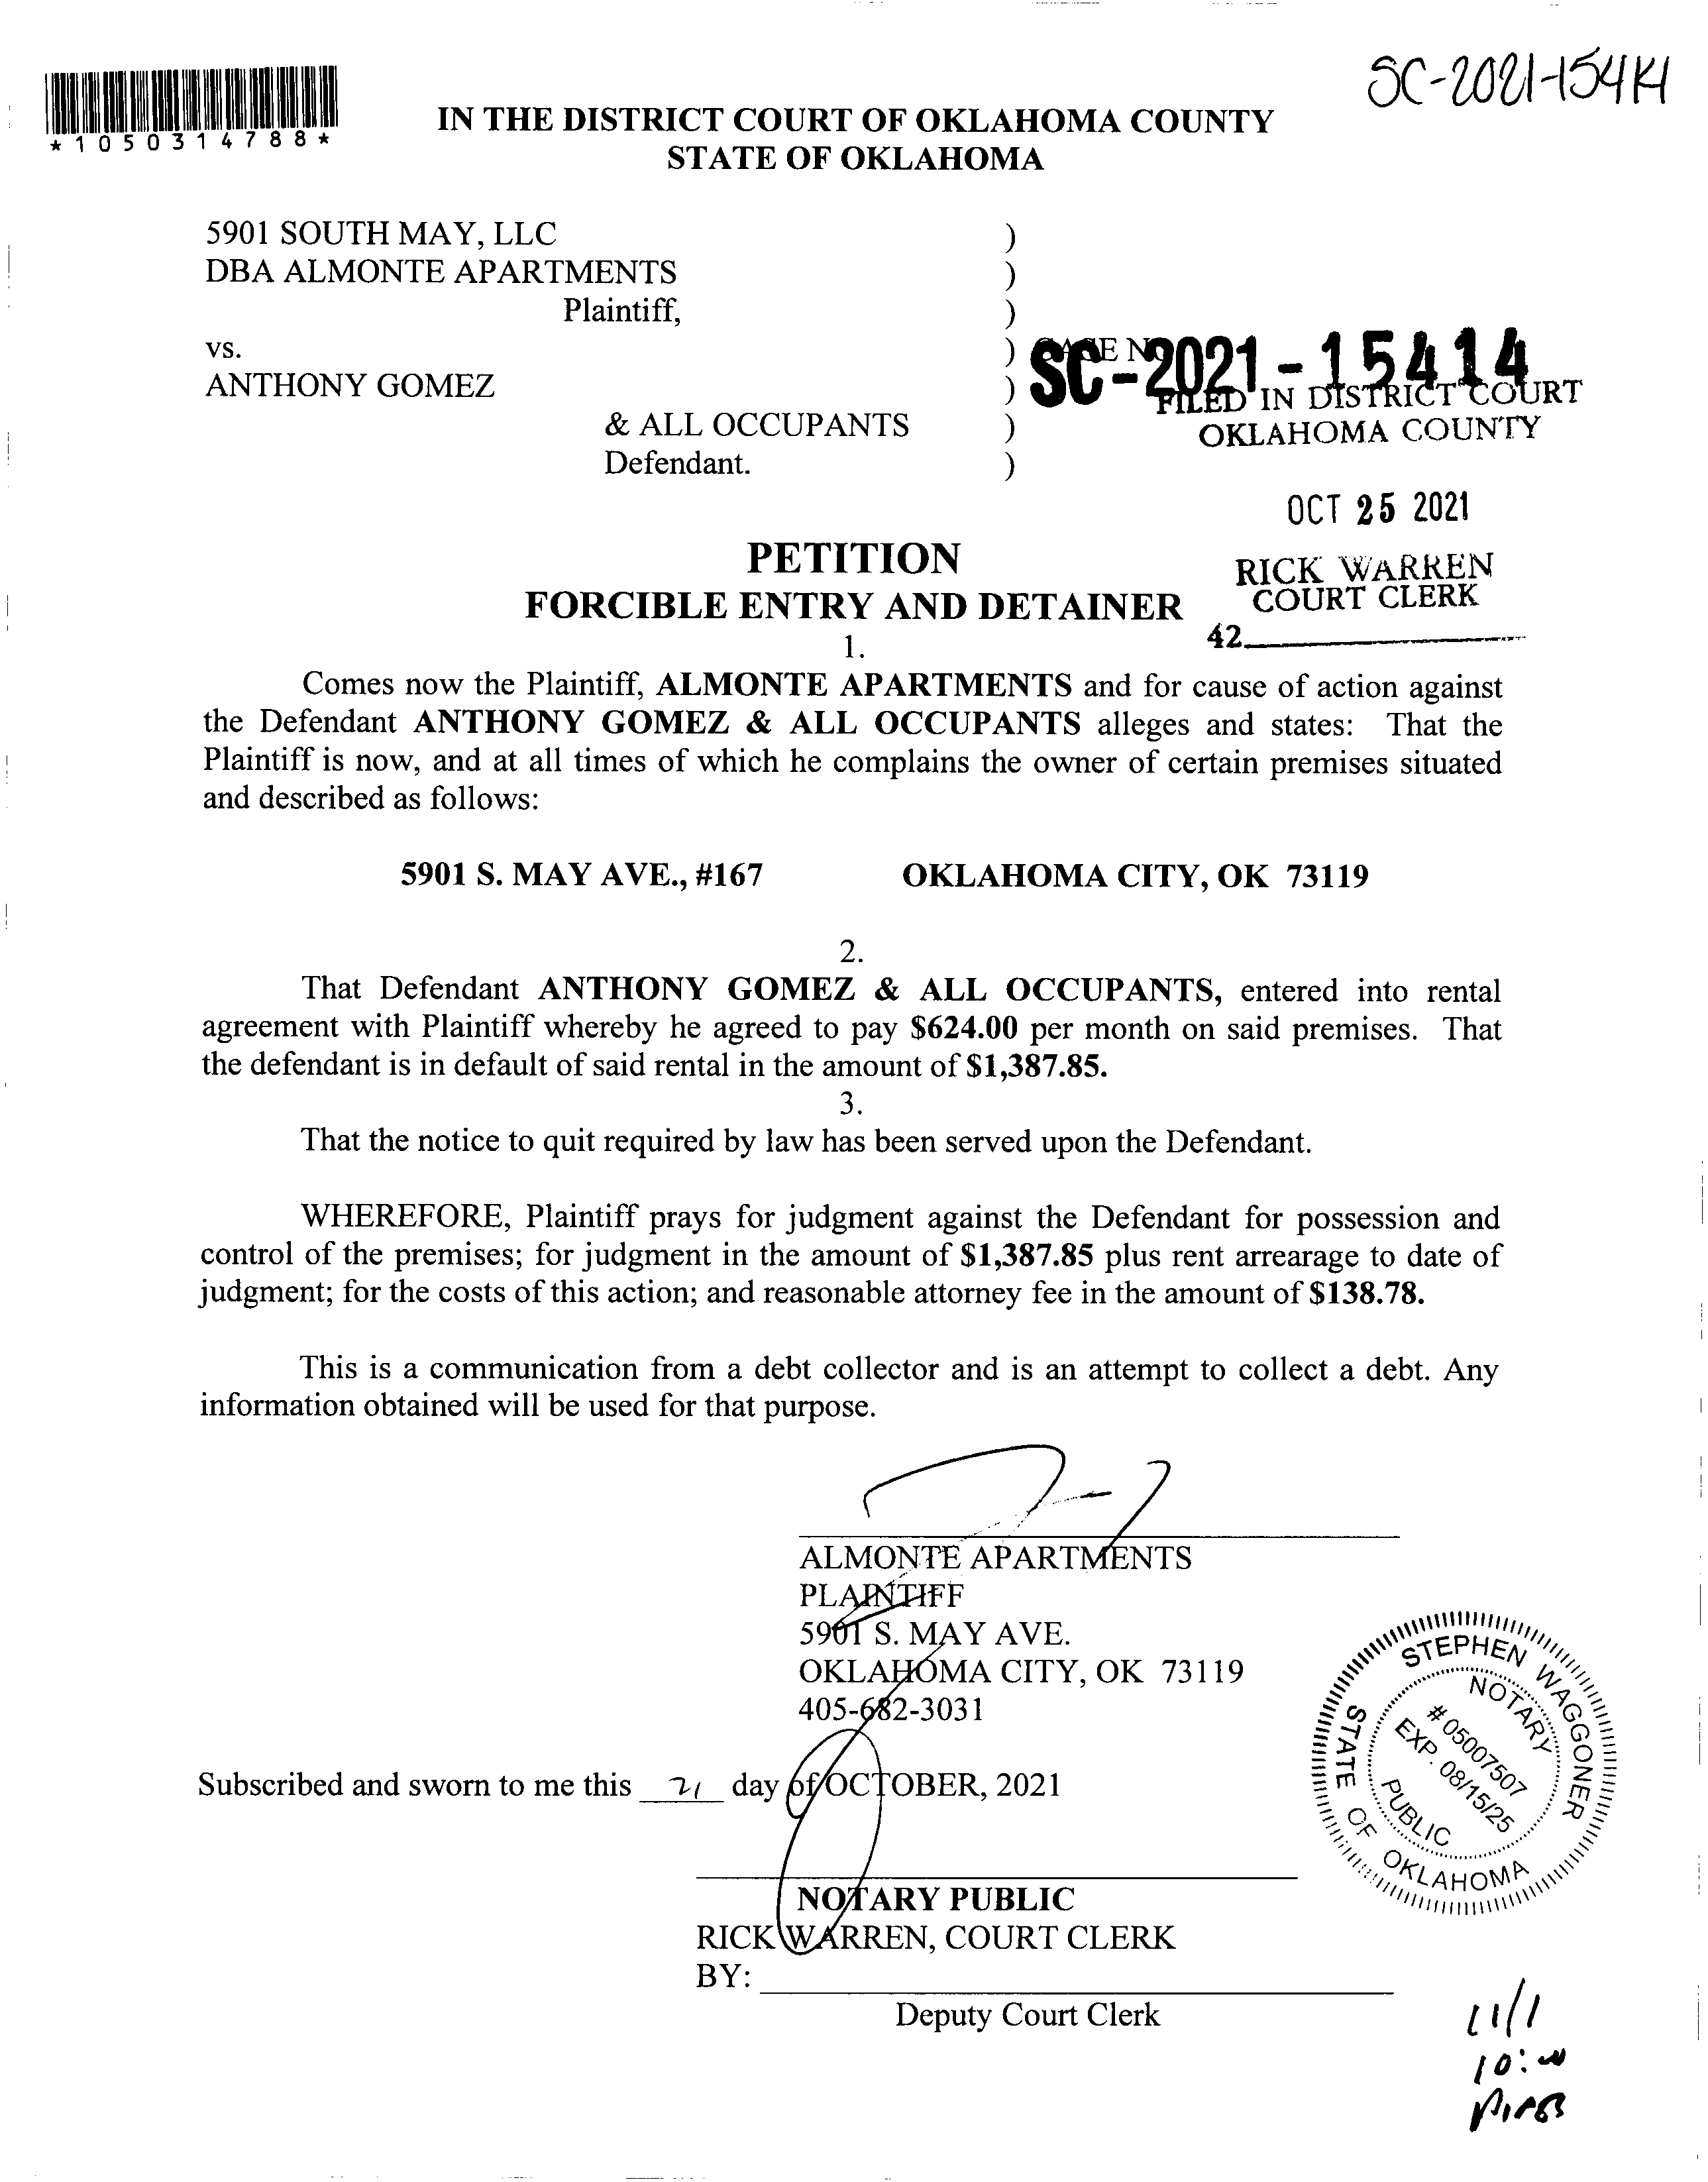 SC-2021-15414
*1050314788*
IN THE DISTRICT COURT OF OKLAHOMA COUNTY
STATE OF OKLAHOMA
5901 SOUTH MAY, LLC )
DBA ALMONTE APARTMENTS )
Plaintiff, )
vs. )
SC-2021-15414
ANTHONY GOMEZ )
FILED IN DISTRICT COURT
& ALL OCCUPANTS )
OKLAHOMA COUNTY
Defendant. )
OCT 25 2021
PETITION
RICK WARREN
COURT CLERK
FORCIBLE ENTRY AND DETAINER
42
1.
Comes now the Plaintiff, ALMONTE APARTMENTS and for cause of action against
the Defendant ANTHONY GOMEZ & ALL OCCUPANTS alleges and states: That the
Plaintiff is now, and at all times of which he complains the owner of certain premises situated
and described as follows:
5901 S. MAY AVE., #167 OKLAHOMA CITY, OK 73119
2.
That Defendant ANTHONY GOMEZ & ALL OCCUPANTS, entered into rental
agreement with Plaintiff whereby he agreed to pay $624.00 per month on said premises. That
the defendant is in default of said rental in the amount of $1,387.85.
3.
That the notice to quit required by law has been served upon the Defendant.
WHEREFORE, Plaintiff prays for judgment against the Defendant for possession and
control of the premises; for judgment in the amount of $1,387.85 plus rent arrearage to date of
judgment; for the costs of this action; and reasonable attorney fee in the amount of $138.78.
This is a communication from a debt collector and is an attempt to collect a debt. Any
information obtained will be used for that purpose.
ALMONTE APARTMENTS
PLAINTIFF
5901 S. MAY AVE.
OKLAHOMA CITY, OK 73119
405-682-3031
STEPHEN WAGGONER
NOTARY
# 05007507
EXP. 08/15/25
PUBLIC
STATE OF OKLAHOMA
Subscribed and sworn to me this 21 day of OCTOBER, 2021
NOTARY PUBLIC
RICK WARREN, COURT CLERK
BY:
Deputy Court Clerk
11/1